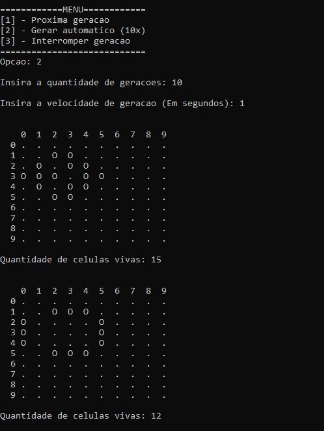 ============MENU============
[1] - Proxima geracao
[2] - Gerar automatico (10x)
[3] - Interromper geracao
============================
Opcao: 2
Insira a quantidade de geracoes: 10
Insira a velocidade de geracao (Em segundos): 1
0 1 2 3 4 5 6 7 8 9
0 . . . . . . . . . .
1 . . O O . . . . . .
2 . O . O O . . . . .
3 O O O . O O . . . .
4 . O . O O . . . . .
5 . . O O . . . . . .
6 . . . . . . . . . .
7 . . . . . . . . . .
8 . . . . . . . . . .
9 . . . . . . . . . .
Quantidade de celulas vivas: 15
0 1 2 3 4 5 6 7 8 9
0 . . . . . . . . . .
1 . . O O O . . . . .
2 O . . . . O . . . .
3 O . . . . O . . . .
4 O . . . . O . . . .
5 . . O O O . . . . .
6 . . . . . . . . . .
7 . . . . . . . . . .
8 . . . . . . . . . .
9 . . . . . . . . . .
Quantidade de celulas vivas: 12